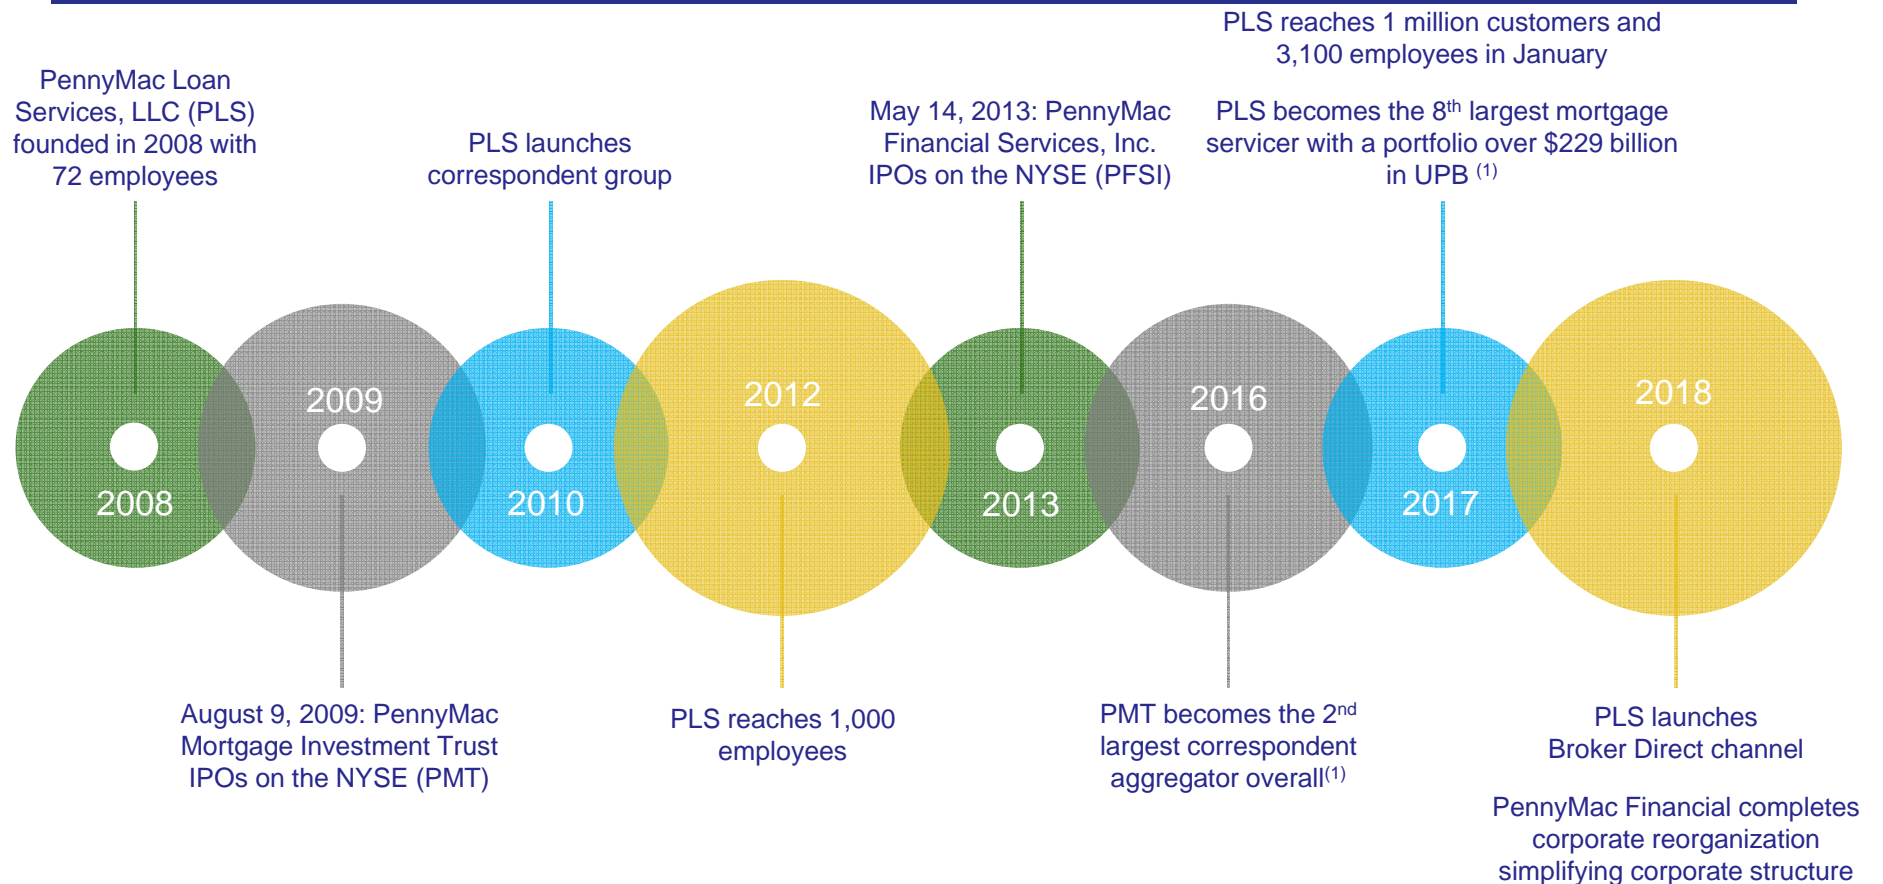 PennyMac Loan
Services, LLC (PLS)
founded in 2008 with
72 employees
2008
2009
August 9, 2009: PennyMac
Mortgage Investment Trust
IPOs on the NYSE (PMT)
PLS launches
correspondent group
2010
2012
PLS reaches 1,000
employees
May 14, 2013: PennyMac
Financial Services, Inc.
IPOs on the NYSE (PFSI)
2013
2016
PMT becomes the 2nd
largest correspondent
aggregator overall(1)
PLS reaches 1 million customers and
3,100 employees in January
PLS becomes the 8th largest mortgage
servicer with a portfolio over $229 billion
in UPB (1)
2017
2018
PLS launches
Broker Direct channel
PennyMac Financial completes
corporate reorganization
simplifying corporate structure